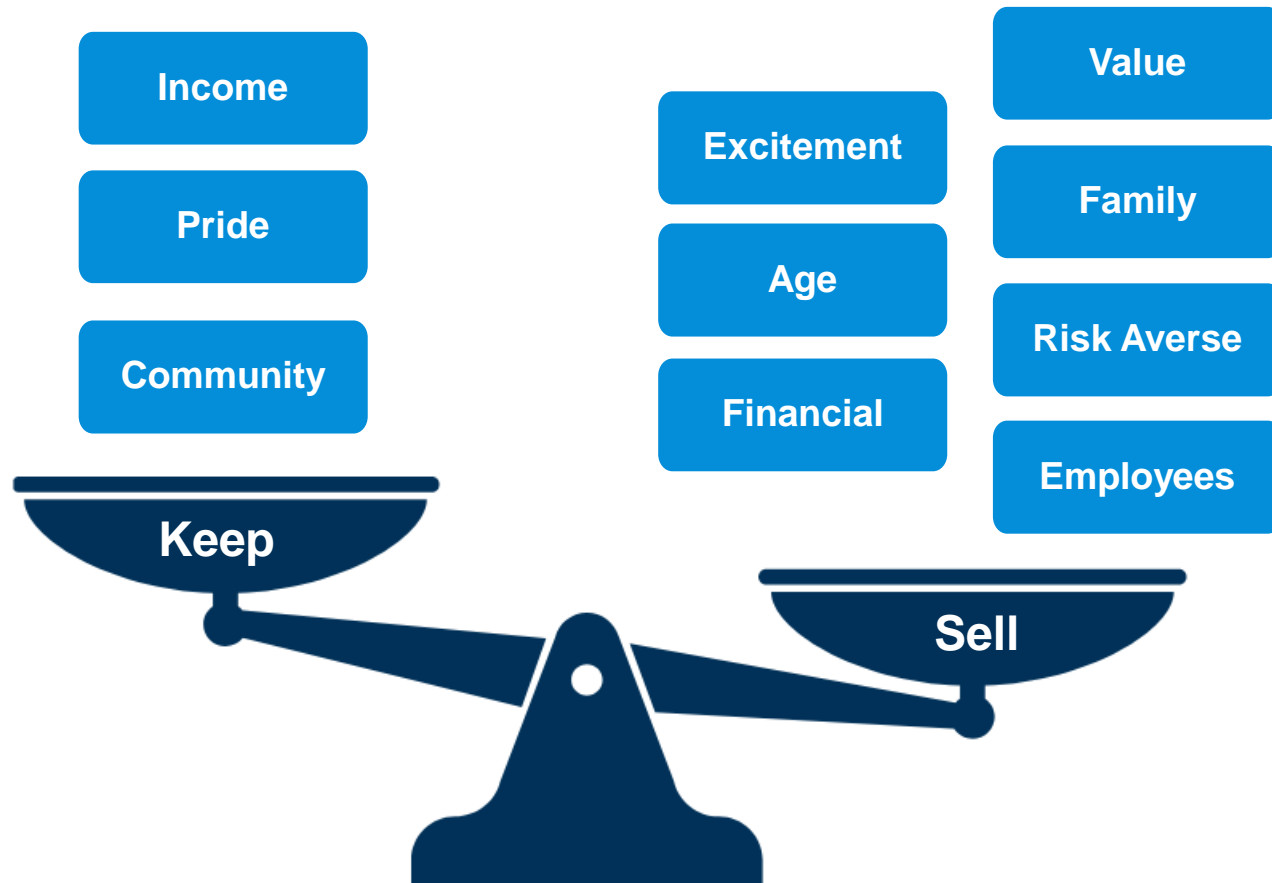 Income
Pride
Community
Keep
Excitement
Age
Financial
Value
Family
Risk Averse
Employees
Sell